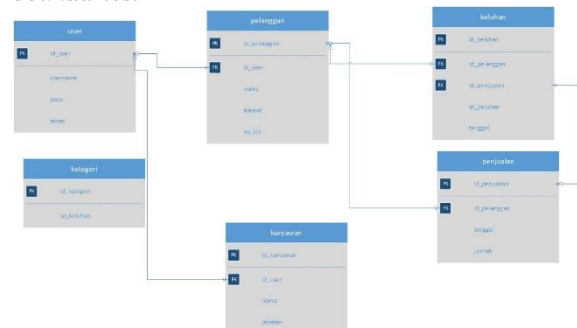 user
PK id_user
username
pass
akses
pelanggan
PK id_pelanggan
FK id_user
nama
alamat
no_tlp
keluhan
PK id_keluhan
FK id_pelanggan
FK id_penjualan
tanggal
kategori
PK id_kategori
isi_keluhan
karyawan
PK id_karyawan
FK id_user
nama
jabatan
penjualan
PK id_penjualan
FK id_pelanggan
tanggal
jumlah